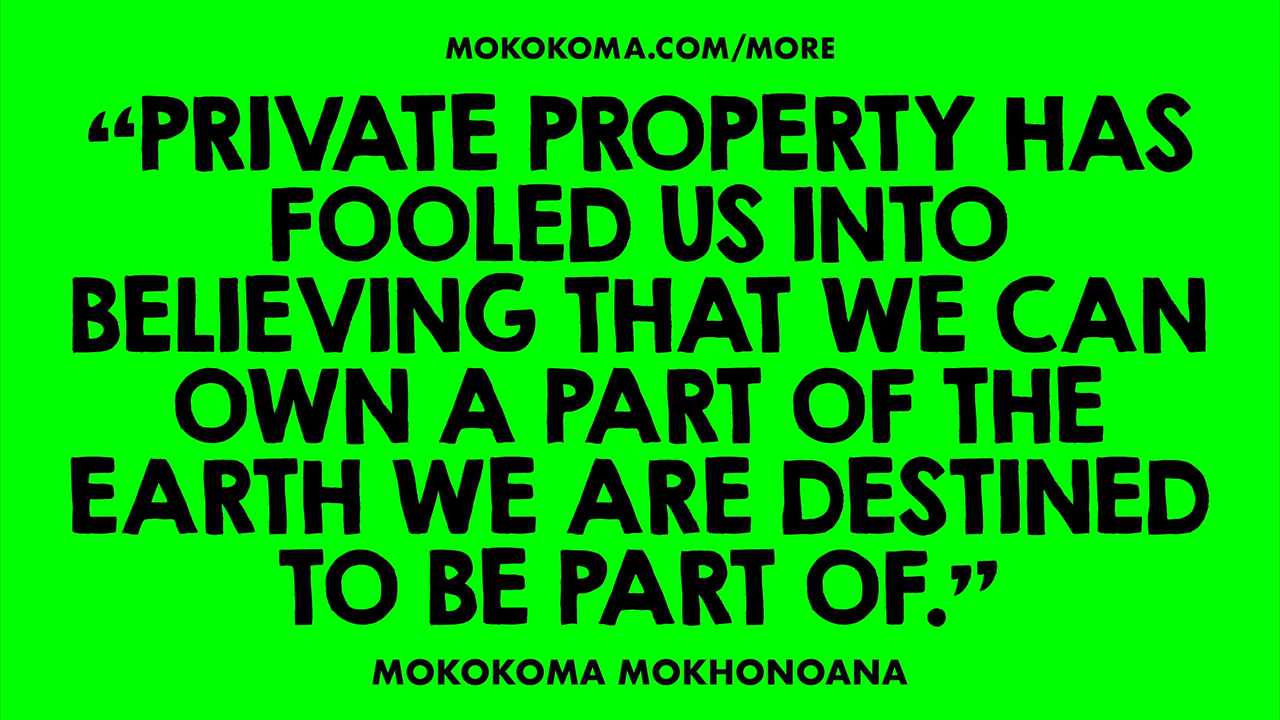 MOKOKOMA.COM/MORE
“PRIVATE PROPERTY HAS
FOOLED US INTO
BELIEVING THAT WE CAN
OWN A PART OF THE
EARTH WE ARE DESTINED
TO BE PART OF.”
MOKOKOMA MOKHONOANA